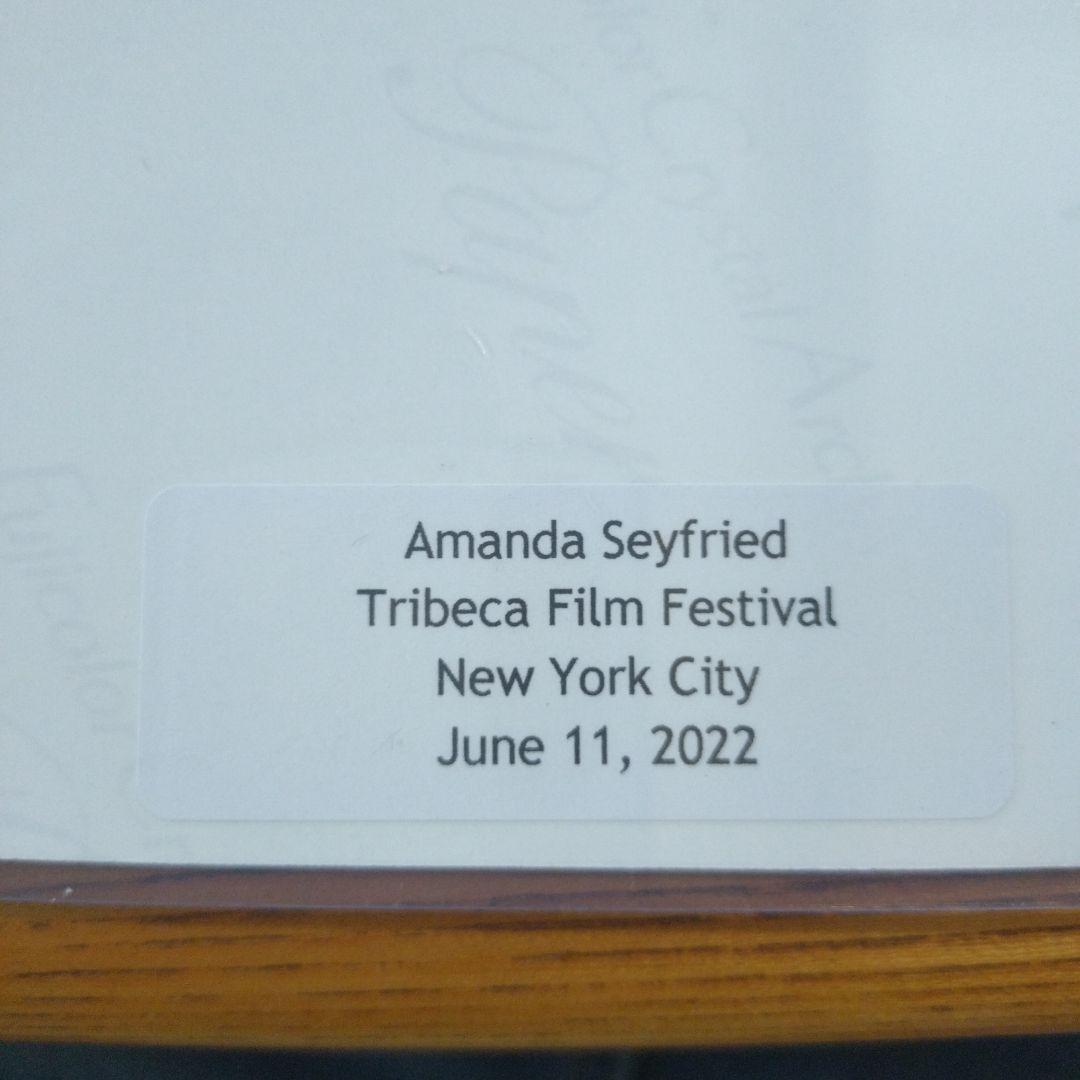 Amanda Seyfried
Tribeca Film Festival
New York City
June 11, 2022